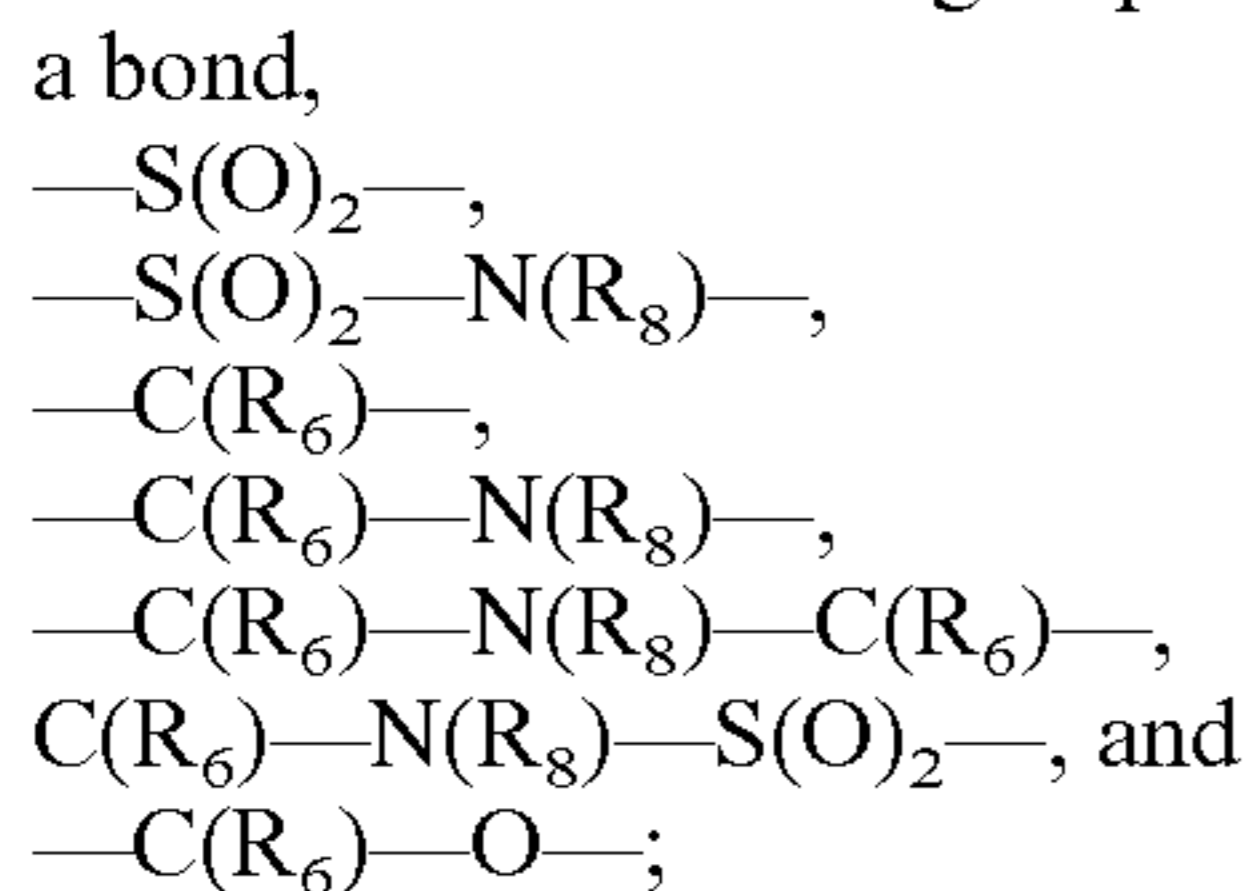 a bond,
—S(O)₂—,
—S(O)₂—N(R₈)—,
—C(R₆)—,
—C(R₆)—N(R₈)—,
—C(R₆)—N(R₈)—C(R₆)—,
C(R₆)—N(R₈)—S(O)₂—, and
—C(R₆)—O—;